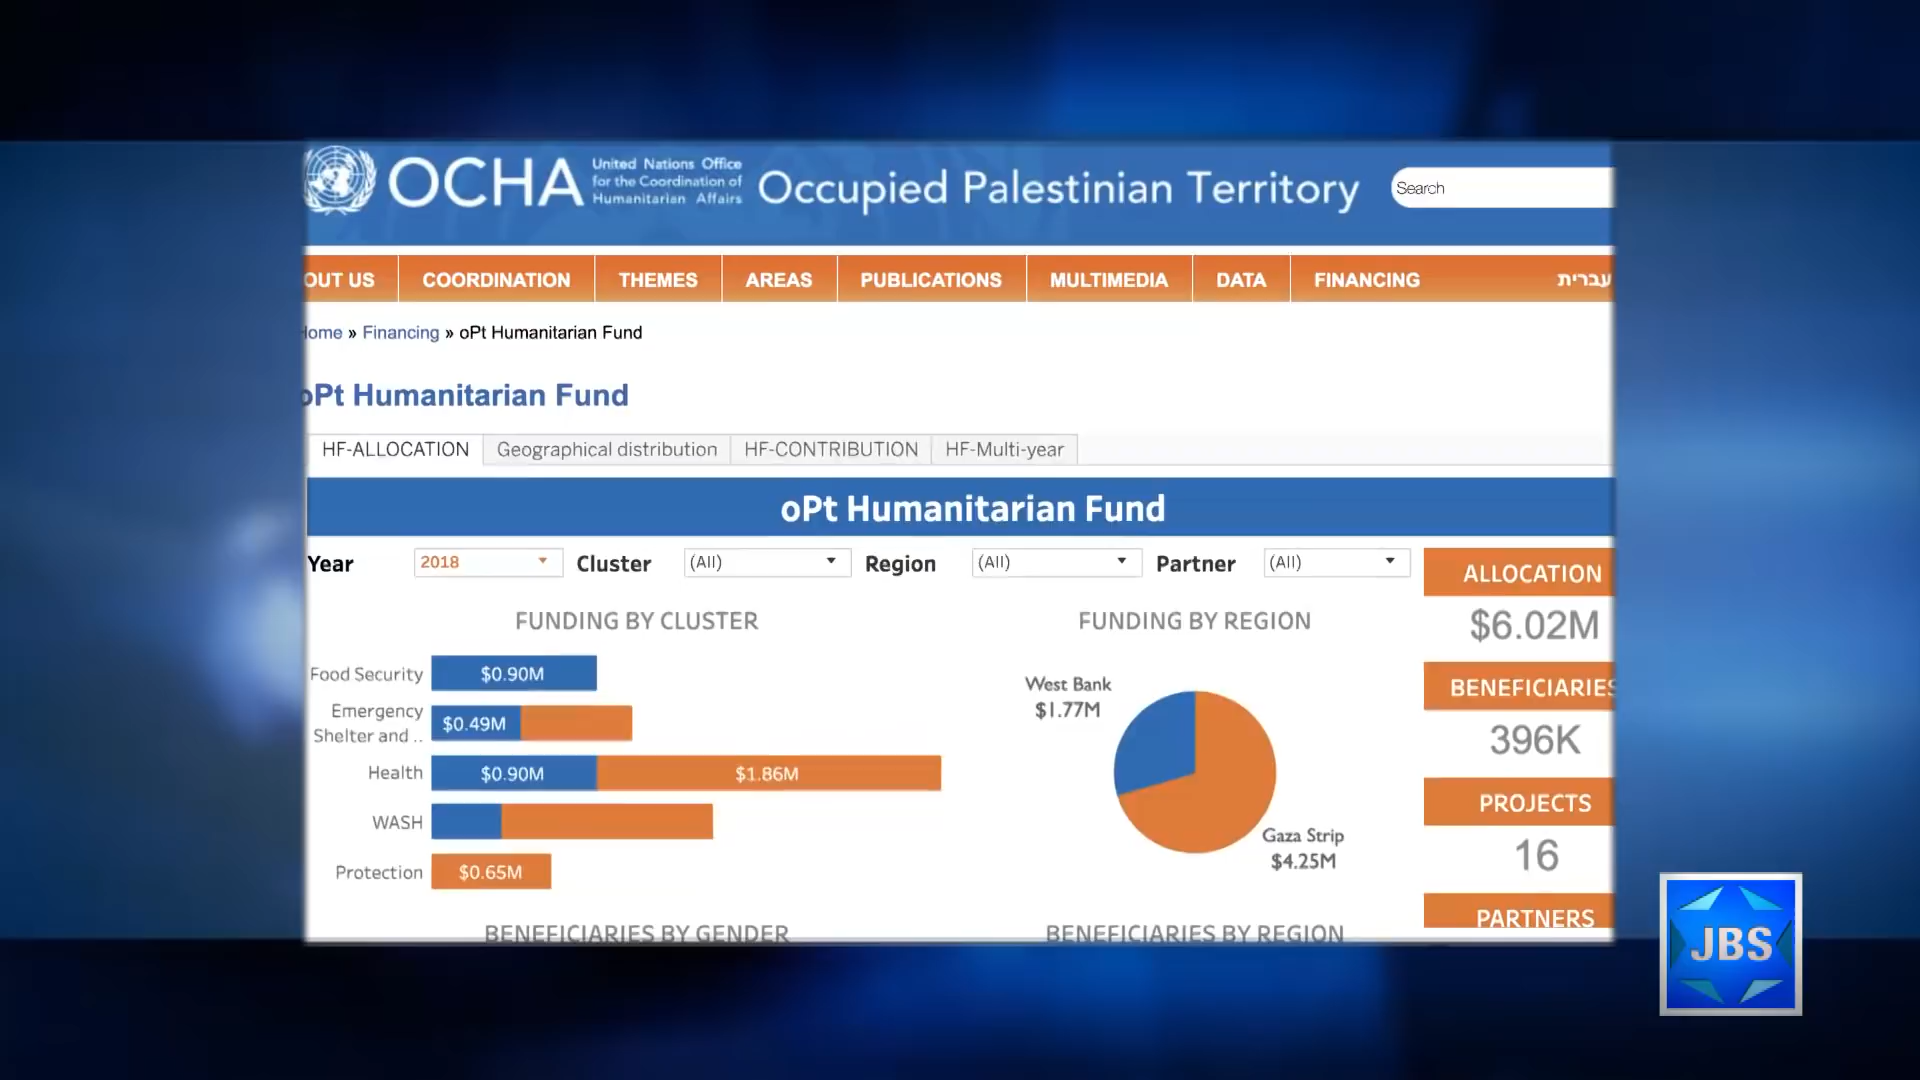 OCHA
United Nations Office
for the Coordination of
Humanitarian Affairs
Occupied Palestinian Territory
Search
OUT US
COORDINATION
THEMES
AREAS
PUBLICATIONS
MULTIMEDIA
DATA
FINANCING
עברית
Home » Financing » oPt Humanitarian Fund
oPt Humanitarian Fund
HF-ALLOCATION
Geographical distribution
HF-CONTRIBUTION
HF-Multi-year
oPt Humanitarian Fund
Year
2018
Cluster
(All)
Region
(All)
Partner
(All)
ALLOCATION
$6.02M
BENEFICIARIES
396K
PROJECTS
16
PARTNERS
FUNDING BY CLUSTER
Food Security
$0.90M
Emergency
Shelter and ..
$0.49M
Health
$0.90M
$1.86M
WASH
Protection
$0.65M
FUNDING BY REGION
West Bank
$1.77M
Gaza Strip
$4.25M
BENEFICIARIES BY GENDER
BENEFICIARIES BY REGION
JBS